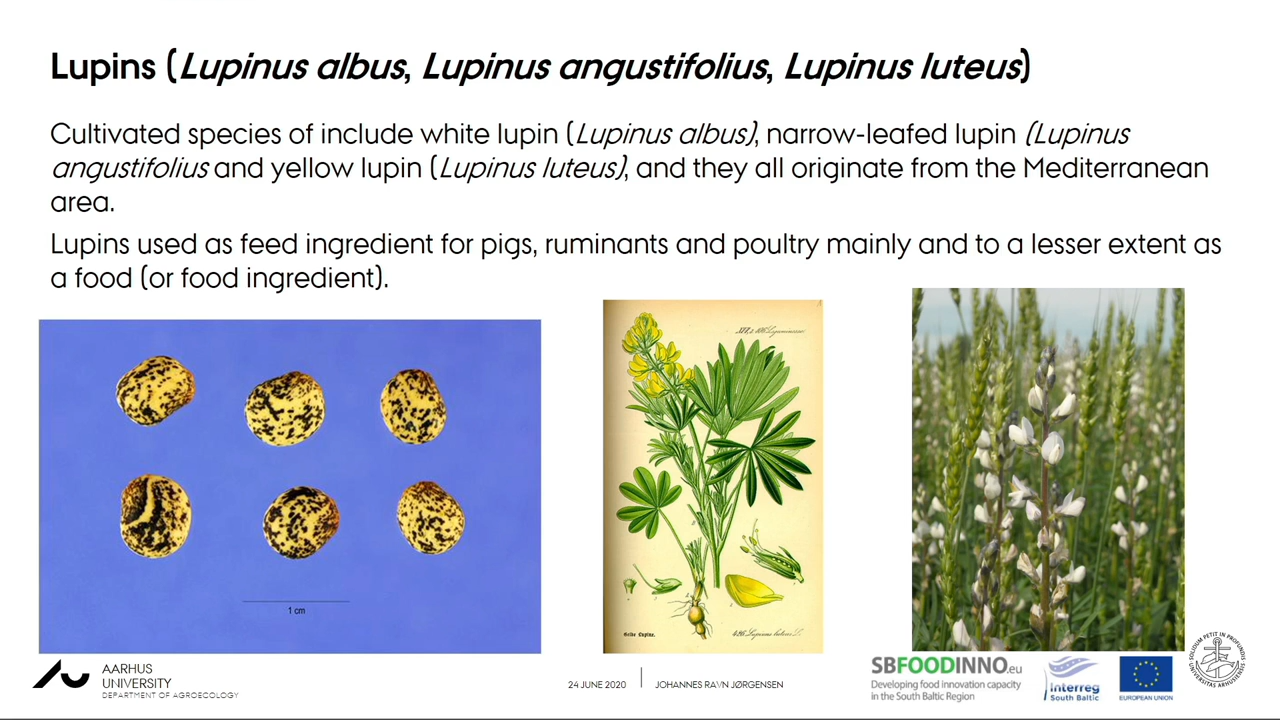 Lupins (Lupinus albus, Lupinus angustifolius, Lupinus luteus)
Cultivated species of include white lupin (Lupinus albus), narrow-leafed lupin (Lupinus
angustifolius and yellow lupin (Lupinus luteus), and they all originate from the Mediterranean
area.
Lupins used as feed ingredient for pigs, ruminants and poultry mainly and to a lesser extent as
a food (or food ingredient).
1 cm
AARHUS
UNIVERSITY
DEPARTMENT OF AGROECOLOGY
24 JUNE 2020
JOHANNES RAVN JØRGENSEN
SBFOODINNO.eu
Developing food innovation capacity
in the South Baltic Region
Interreg
South Baltic
EUROPEAN UNION